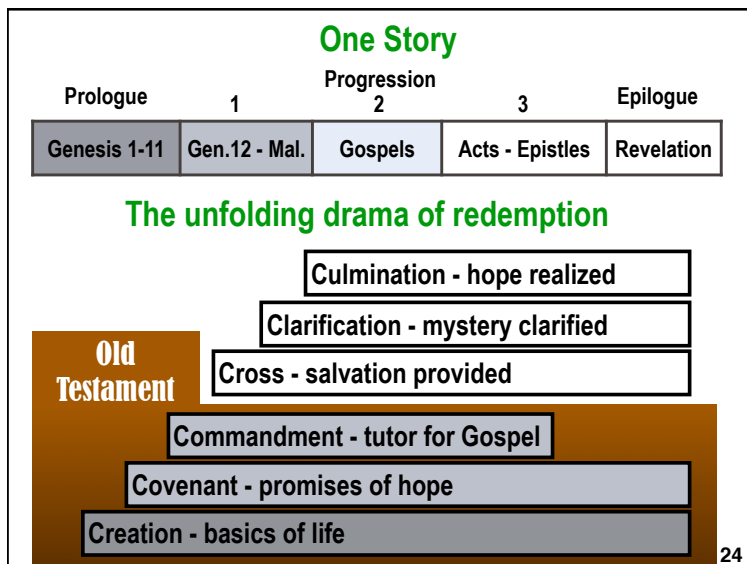 One Story
Progression
Prologue 1 2 3 Epilogue
Genesis 1-11 Gen.12 - Mal. Gospels Acts - Epistles Revelation
The unfolding drama of redemption
Culmination - hope realized
Clarification - mystery clarified
Old
Testament
Cross - salvation provided
Commandment - tutor for Gospel
Covenant - promises of hope
Creation - basics of life
24